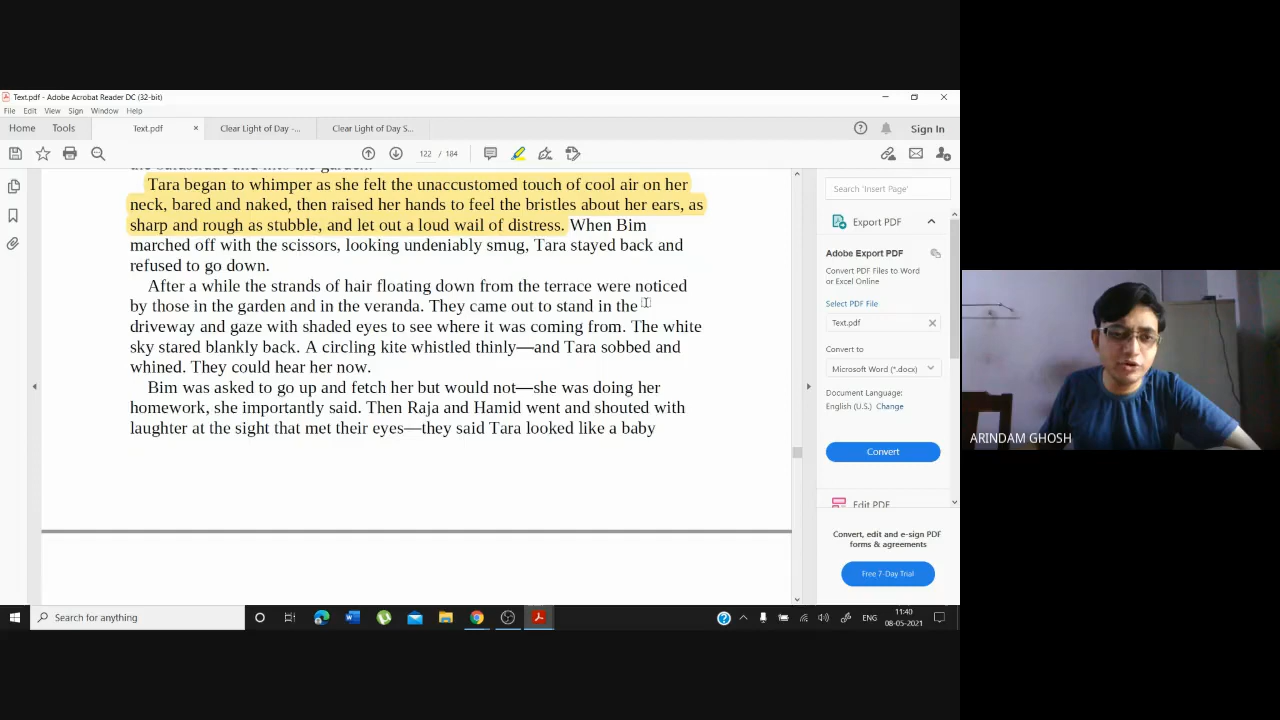 Text.pdf - Adobe Acrobat Reader DC (32-bit)
File Edit View Sign Window Help
Home Tools Text.pdf × Clear Light of Day -... Clear Light of Day S... Sign In
122 / 184
Tara began to whimper as she felt the unaccustomed touch of cool air on her
neck, bared and naked, then raised her hands to feel the bristles about her ears, as
sharp and rough as stubble, and let out a loud wail of distress. When Bim
marched off with the scissors, looking undeniably smug, Tara stayed back and
refused to go down.
After a while the strands of hair floating down from the terrace were noticed
by those in the garden and in the veranda. They came out to stand in the
driveway and gaze with shaded eyes to see where it was coming from. The white
sky stared blankly back. A circling kite whistled thinly—and Tara sobbed and
whined. They could hear her now.
Bim was asked to go up and fetch her but would not—she was doing her
homework, she importantly said. Then Raja and Hamid went and shouted with
laughter at the sight that met their eyes—they said Tara looked like a baby
Search 'Insert Page'
Export PDF
Adobe Export PDF
Convert PDF Files to Word
or Excel Online
Select PDF File
Text.pdf
Convert to
Microsoft Word (*.docx)
Document Language:
English (U.S.) Change
Convert
Edit PDF
Convert, edit and e-sign PDF
forms & agreements
Free 7-Day Trial
ARINDAM GHOSH
Search for anything
ENG
11:40
08-05-2021